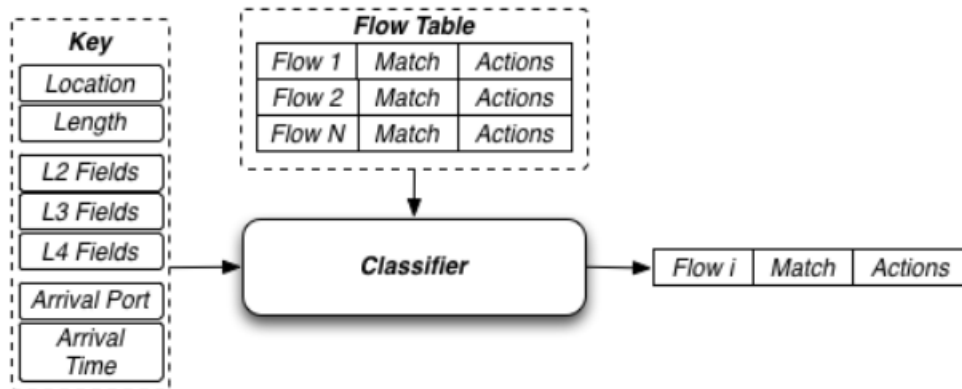 Key
Location
Length
L2 Fields
L3 Fields
L4 Fields
Arrival Port
Arrival
Time
Flow Table
Flow 1 Match Actions
Flow 2 Match Actions
Flow N Match Actions
Classifier
Flow i Match Actions